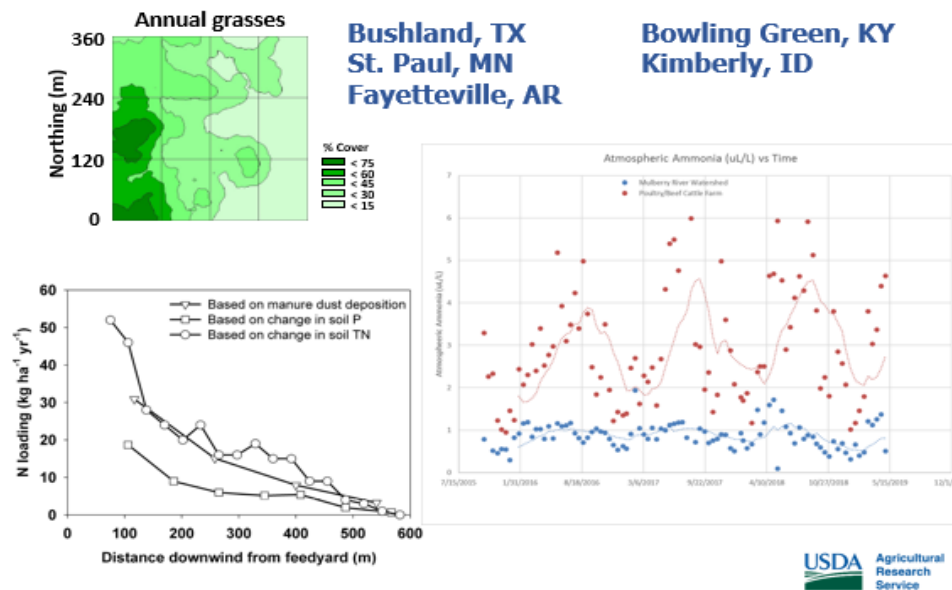 Annual grasses
360
240
120
0
Northing (m)
% Cover
< 75
< 60
< 45
< 30
< 15
Bushland, TX
St. Paul, MN
Fayetteville, AR
Bowling Green, KY
Kimberly, ID
60
50
40
30
20
10
0
N loading (kg ha⁻¹ yr⁻¹)
Based on manure dust deposition
Based on change in soil P
Based on change in soil TN
0 100 200 300 400 500 600
Distance downwind from feedyard (m)
Atmospheric Ammonia (uL/L) vs Time
Mulberry River Watershed
Poultry/Beef Cattle Farm
7
6
5
4
3
2
1
0
Atmospheric Ammonia (uL/L)
7/15/2015 1/31/2016 8/18/2016 3/6/2017 9/22/2017 4/10/2018 10/27/2018 5/15/2019
USDA
Agricultural
Research
Service